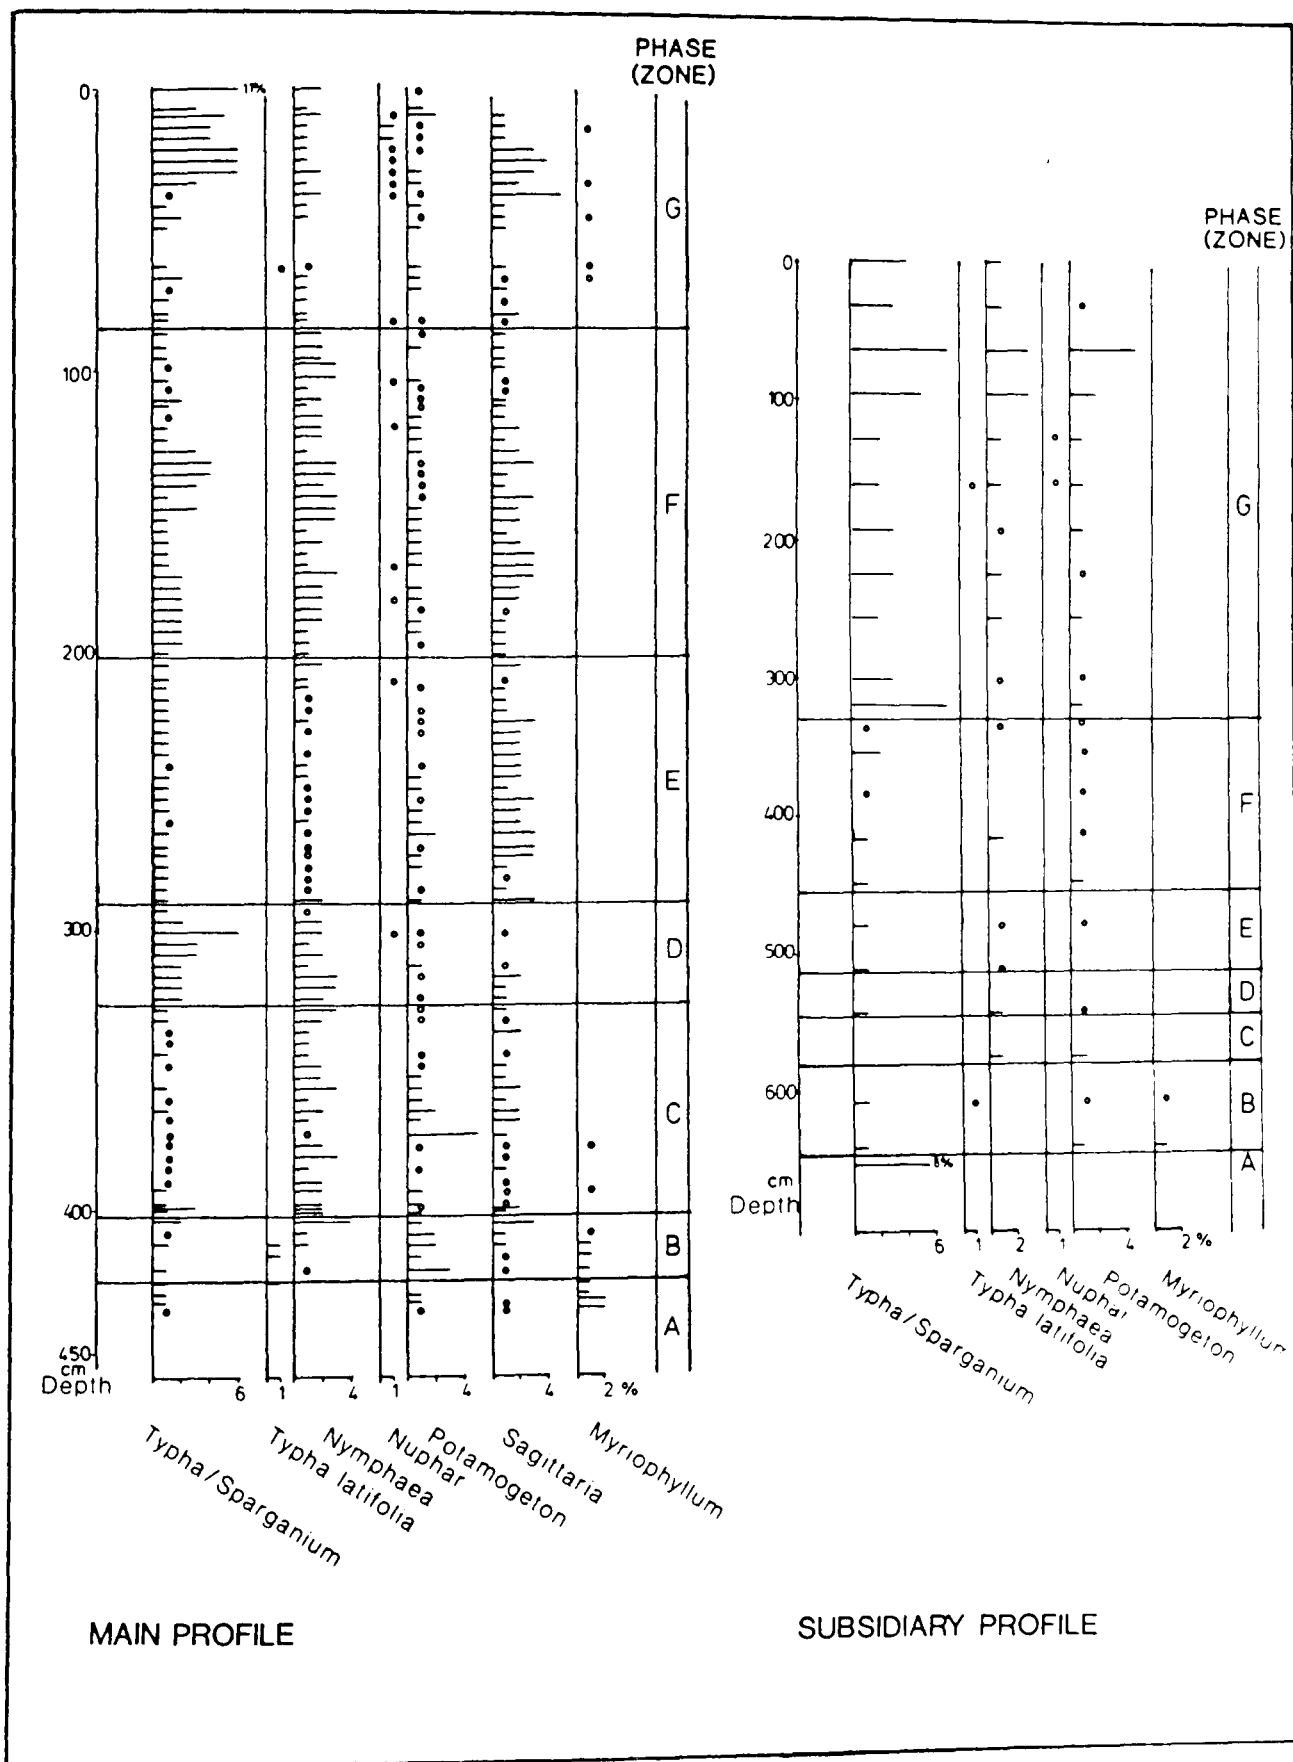 PHASE
(ZONE)
0
17%
G
100
F
200
E
300
D
C
400
B
A
450
cm
Depth
6
1
4
1
4
4
2 %
Typha/Sparganium
Typha latifolia
Nymphaea
Nuphar
Potamogeton
Sagittaria
Myriophyllum
MAIN PROFILE
PHASE
(ZONE)
0
100
G
200
300
F
400
E
500
D
C
600
B
A
8%
cm
Depth
6
1
2
1
4
2 %
Typha/Sparganium
Typha latifolia
Nymphaea
Nuphar
Potamogeton
Myriophyllum
SUBSIDIARY PROFILE